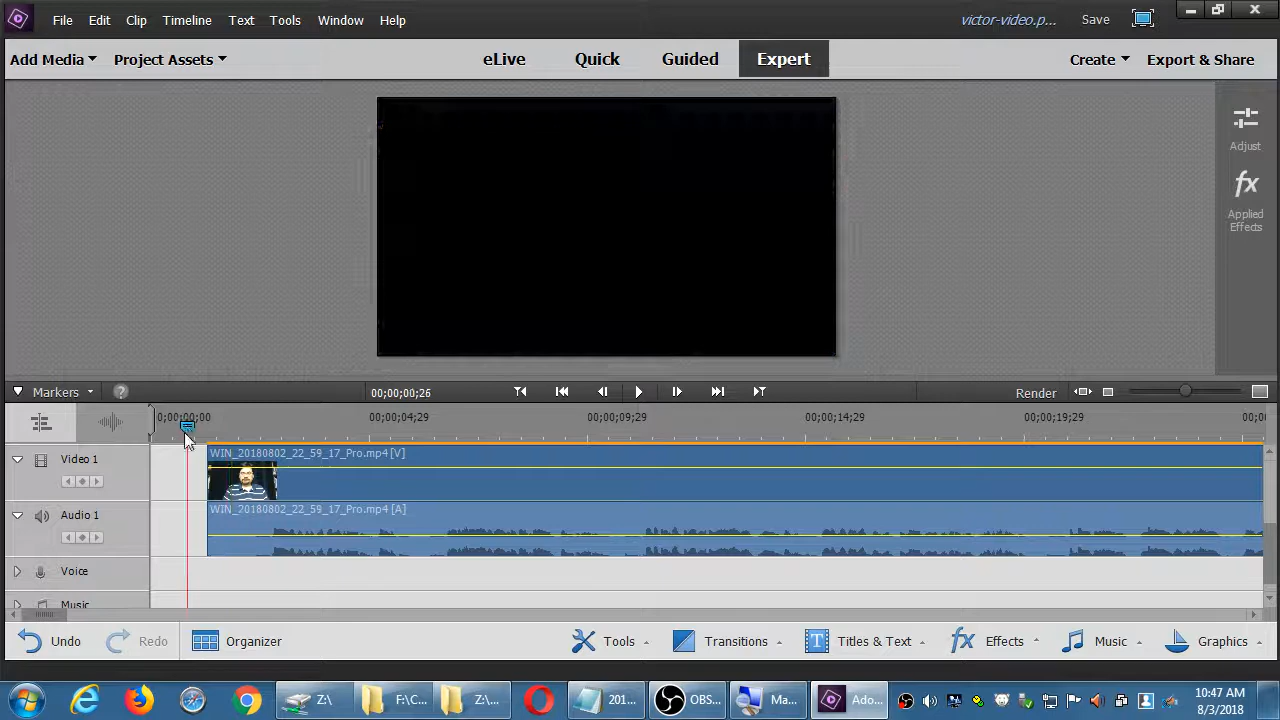 File Edit Clip Timeline Text Tools Window Help victor-video.p... Save
Add Media Project Assets eLive Quick Guided Expert Create Export & Share
Adjust
fx
Applied
Effects
Markers ? 00;00;00;26 Render
0;00;00;00 00;00;04;29 00;00;09;29 00;00;14;29 00;00;19;29 00;0
Video 1 WIN_20180802_22_59_17_Pro.mp4 [V]
Audio 1 WIN_20180802_22_59_17_Pro.mp4 [A]
Voice
Music
Undo Redo Organizer Tools Transitions T Titles & Text fx Effects Music Graphics
Z:\ F:\C... Z:\... 201... OBS... Ma... Ado... 10:47 AM
8/3/2018